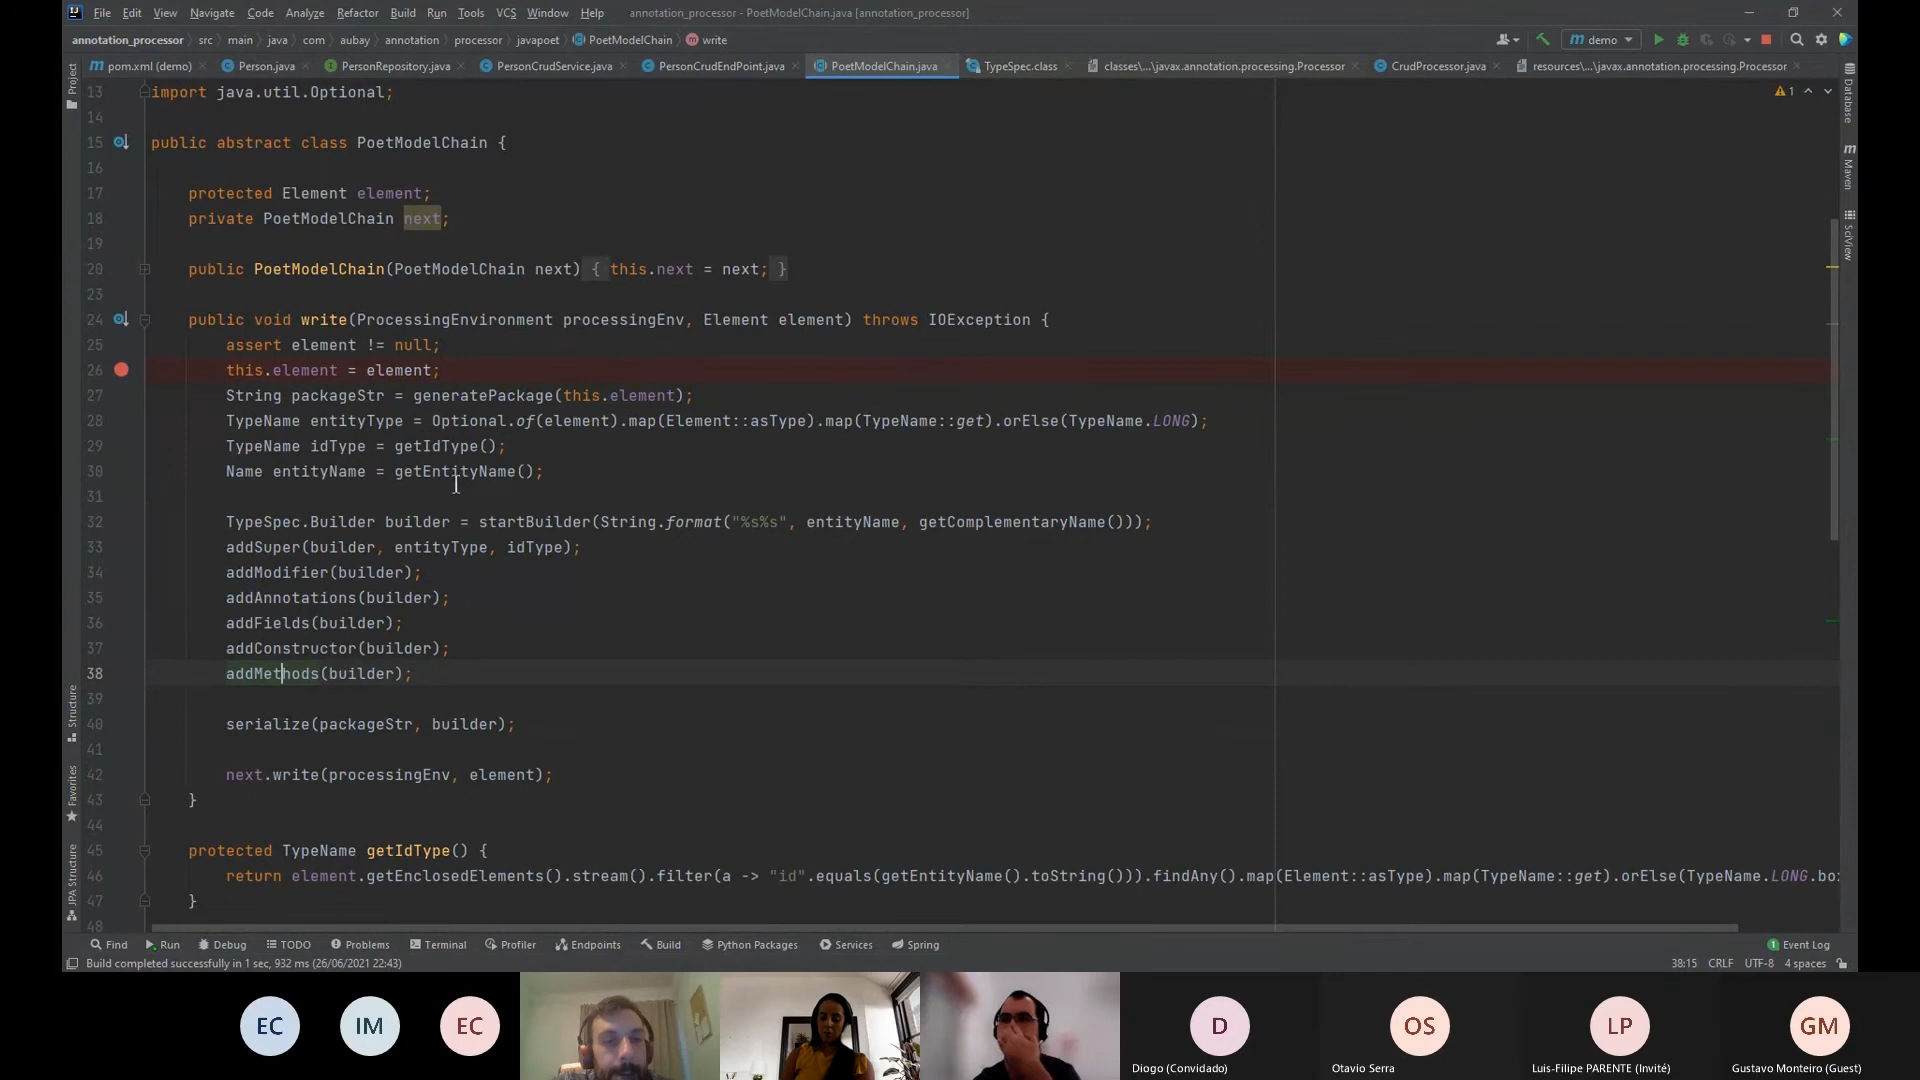 File Edit View Navigate Code Analyze Refactor Build Run Tools VCS Window Help annotation_processor - PoetModelChain.java [annotation_processor]
annotation_processor src main java com aubay annotation processor javapoet PoetModelChain write demo
pom.xml (demo) Person.java PersonRepository.java PersonCrudService.java PersonCrudEndPoint.java PoetModelChain.java TypeSpec.class classes\...\javax.annotation.processing.Processor CrudProcessor.java resources\...\javax.annotation.processing.Processor
Project
Structure
Favorites
JPA Structure
13 import java.util.Optional;
14
15 public abstract class PoetModelChain {
16
17 protected Element element;
18 private PoetModelChain next;
19
20 public PoetModelChain(PoetModelChain next) { this.next = next; }
23
24 public void write(ProcessingEnvironment processingEnv, Element element) throws IOException {
25 assert element != null;
26 this.element = element;
27 String packageStr = generatePackage(this.element);
28 TypeName entityType = Optional.of(element).map(Element::asType).map(TypeName::get).orElse(TypeName.LONG);
29 TypeName idType = getIdType();
30 Name entityName = getEntityName();
31
32 TypeSpec.Builder builder = startBuilder(String.format("%s%s", entityName, getComplementaryName()));
33 addSuper(builder, entityType, idType);
34 addModifier(builder);
35 addAnnotations(builder);
36 addFields(builder);
37 addConstructor(builder);
38 addMethods(builder);
39
40 serialize(packageStr, builder);
41
42 next.write(processingEnv, element);
43 }
44
45 protected TypeName getIdType() {
46 return element.getEnclosedElements().stream().filter(a -> "id".equals(getEntityName().toString())).findAny().map(Element::asType).map(TypeName::get).orElse(TypeName.LONG.bo
47 }
48
1
Database
Maven
SciView
Find Run Debug TODO Problems Terminal Profiler Endpoints Build Python Packages Services Spring 1 Event Log
Build completed successfully in 1 sec, 932 ms (26/06/2021 22:43) 38:15 CRLF UTF-8 4 spaces
EC IM EC D OS LP GM
Diogo (Convidado) Otavio Serra Luis-Filipe PARENTE (Invité) Gustavo Monteiro (Guest)